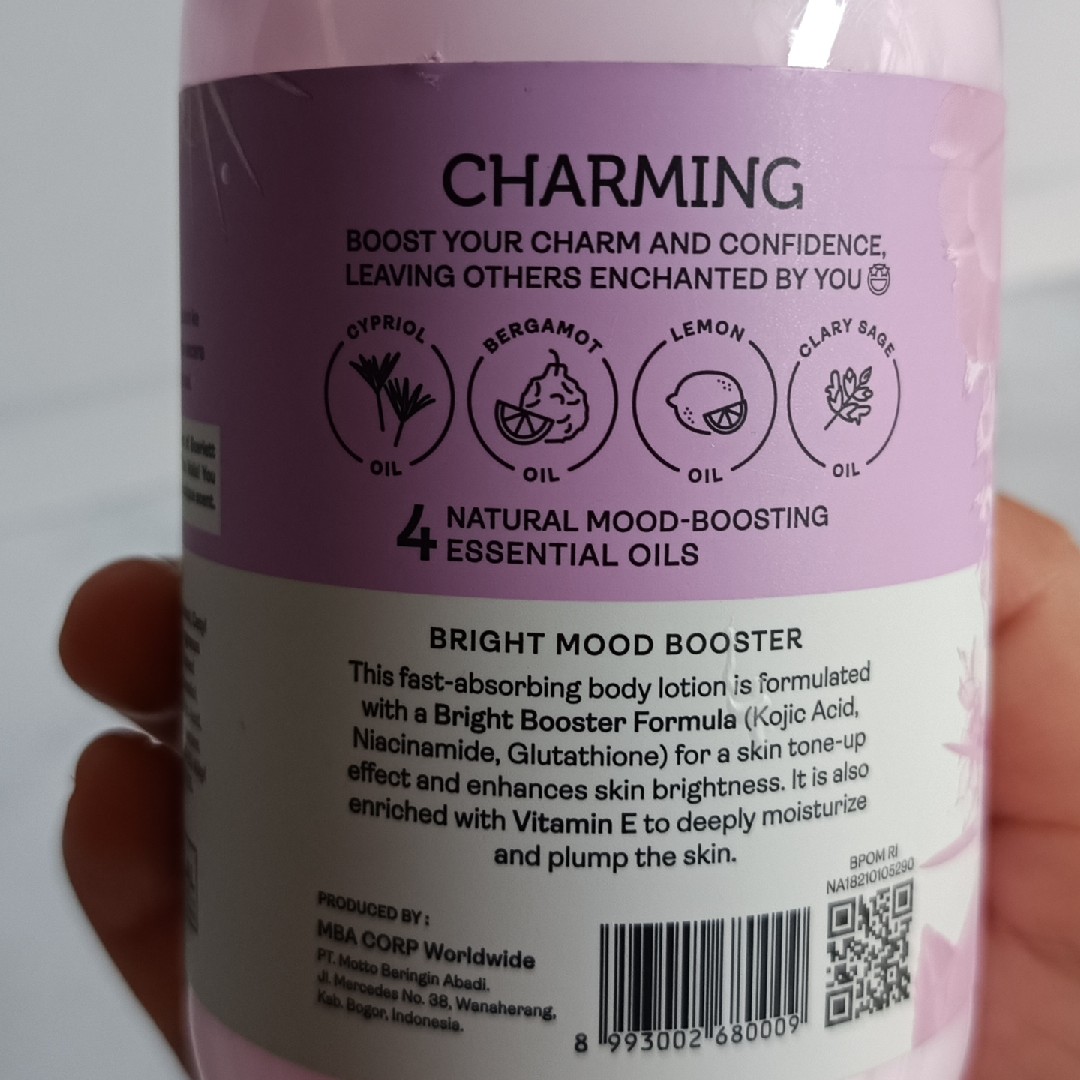 CHARMING
BOOST YOUR CHARM AND CONFIDENCE,
LEAVING OTHERS ENCHANTED BY YOU
CYPRIOL OIL
BERGAMOT OIL
LEMON OIL
CLARY SAGE OIL
4 NATURAL MOOD-BOOSTING
ESSENTIAL OILS
BRIGHT MOOD BOOSTER
This fast-absorbing body lotion is formulated
with a Bright Booster Formula (Kojic Acid,
Niacinamide, Glutathione) for a skin tone-up
effect and enhances skin brightness. It is also
enriched with Vitamin E to deeply moisturize
and plump the skin.
PRODUCED BY :
MBA CORP Worldwide
PT. Motto Beringin Abadi.
Jl. Mercedes No. 38, Wanaherang,
Kab. Bogor, Indonesia.
BPOM RI
NA18210105290
8 993002 680009
Scarlett
You